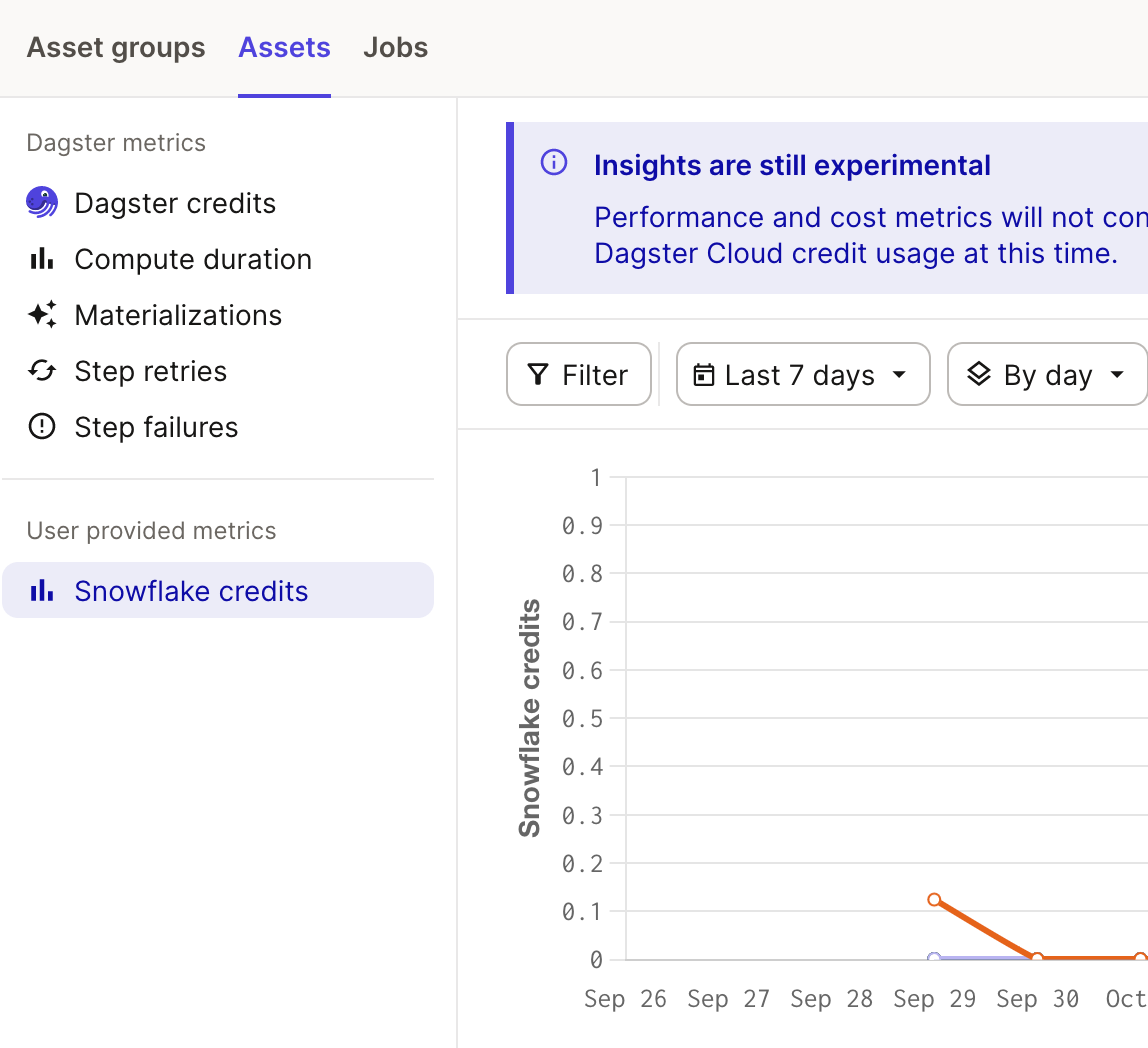 Asset groups Assets Jobs
Dagster metrics
Dagster credits
Compute duration
Materializations
Step retries
Step failures
User provided metrics
Snowflake credits
Insights are still experimental
Performance and cost metrics will not con
Dagster Cloud credit usage at this time.
Filter Last 7 days By day
Snowflake credits
1
0.9
0.8
0.7
0.6
0.5
0.4
0.3
0.2
0.1
0
Sep 26 Sep 27 Sep 28 Sep 29 Sep 30 Oct